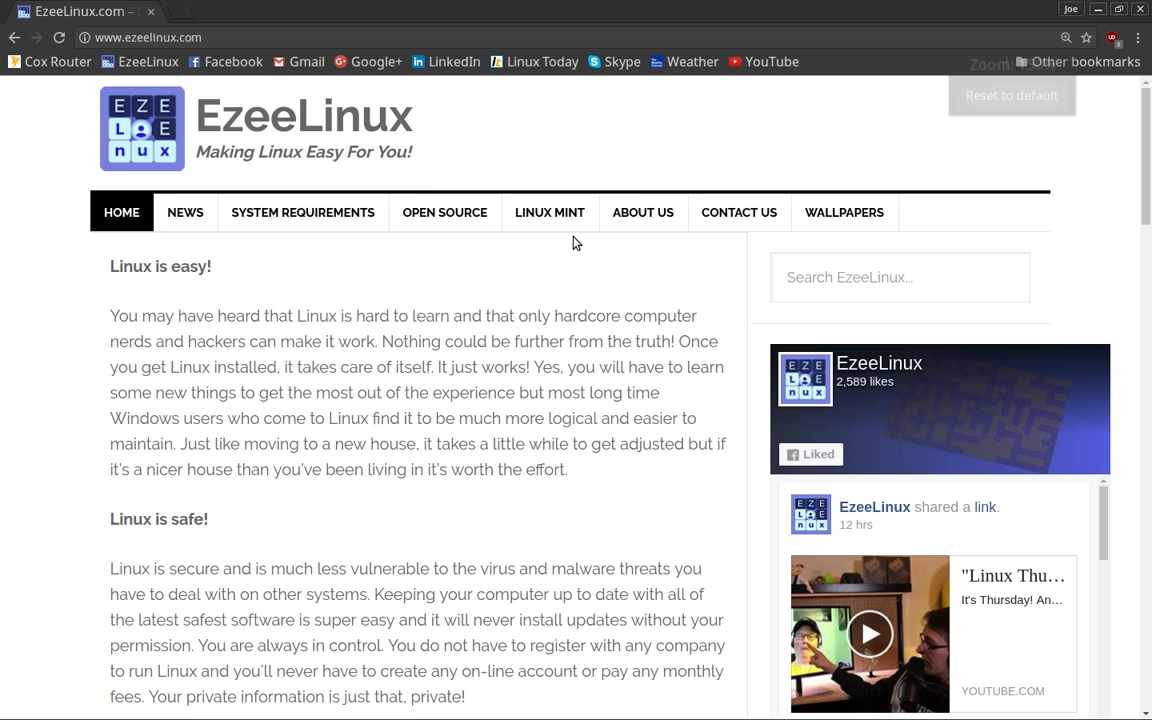 EzeeLinux.com –
Joe
www.ezeelinux.com
Cox Router EzeeLinux Facebook Gmail Google+ LinkedIn Linux Today Skype Weather YouTube Other bookmarks
Zoom:
Reset to default
E Z E
L E
n u x
EzeeLinux
Making Linux Easy For You!
HOME NEWS SYSTEM REQUIREMENTS OPEN SOURCE LINUX MINT ABOUT US CONTACT US WALLPAPERS
Linux is easy!
You may have heard that Linux is hard to learn and that only hardcore computer
nerds and hackers can make it work. Nothing could be further from the truth! Once
you get Linux installed, it takes care of itself. It just works! Yes, you will have to learn
some new things to get the most out of the experience but most long time
Windows users who come to Linux find it to be much more logical and easier to
maintain. Just like moving to a new house, it takes a little while to get adjusted but if
it's a nicer house than you've been living in it's worth the effort.
Linux is safe!
Linux is secure and is much less vulnerable to the virus and malware threats you
have to deal with on other systems. Keeping your computer up to date with all of
the latest safest software is super easy and it will never install updates without your
permission. You are always in control. You do not have to register with any company
to run Linux and you'll never have to create any on-line account or pay any monthly
fees. Your private information is just that, private!
Search EzeeLinux...
E Z E
L E
n u x
EzeeLinux
2,589 likes
Liked
EzeeLinux shared a link.
12 hrs
"Linux Thu...
It's Thursday! An...
YOUTUBE.COM